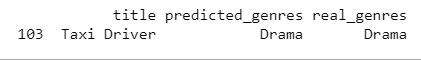 title predicted_genres real_genres
103 Taxi Driver Drama Drama